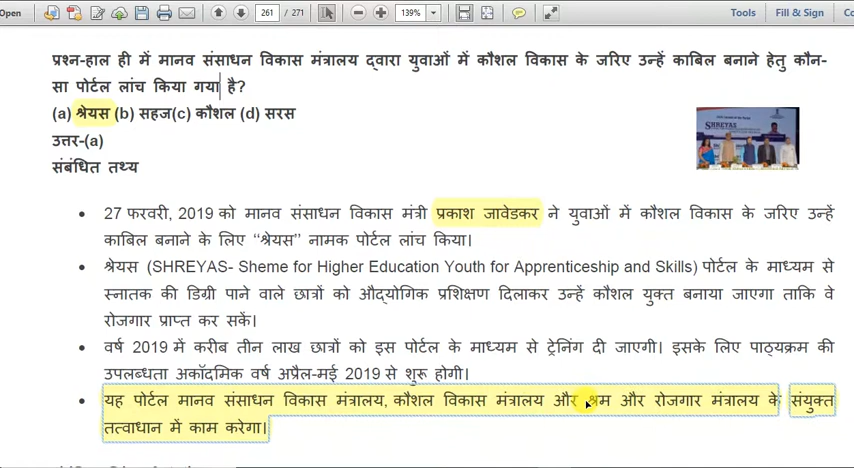 Open 261 / 271 139% Tools Fill & Sign Co
प्रश्न-हाल ही में मानव संसाधन विकास मंत्रालय द्वारा युवाओं में कौशल विकास के जरिए उन्हें काबिल बनाने हेतु कौन-
सा पोर्टल लांच किया गया है?
(a) श्रेयस (b) सहज(c) कौशल (d) सरस
SHREYAS
उत्तर-(a)
संबंधित तथ्य
• 27 फरवरी, 2019 को मानव संसाधन विकास मंत्री प्रकाश जावेडकर ने युवाओं में कौशल विकास के जरिए उन्हें
काबिल बनाने के लिए “श्रेयस” नामक पोर्टल लांच किया।
• श्रेयस (SHREYAS- Sheme for Higher Education Youth for Apprenticeship and Skills) पोर्टल के माध्यम से
स्नातक की डिग्री पाने वाले छात्रों को औद्योगिक प्रशिक्षण दिलाकर उन्हें कौशल युक्त बनाया जाएगा ताकि वे
रोजगार प्राप्त कर सकें।
• वर्ष 2019 में करीब तीन लाख छात्रों को इस पोर्टल के माध्यम से ट्रेनिंग दी जाएगी। इसके लिए पाठ्यक्रम की
उपलब्धता अकॉदमिक वर्ष अप्रैल-मई 2019 से शुरू होगी।
• यह पोर्टल मानव संसाधन विकास मंत्रालय, कौशल विकास मंत्रालय और श्रम और रोजगार मंत्रालय के संयुक्त
तत्वाधान में काम करेगा।